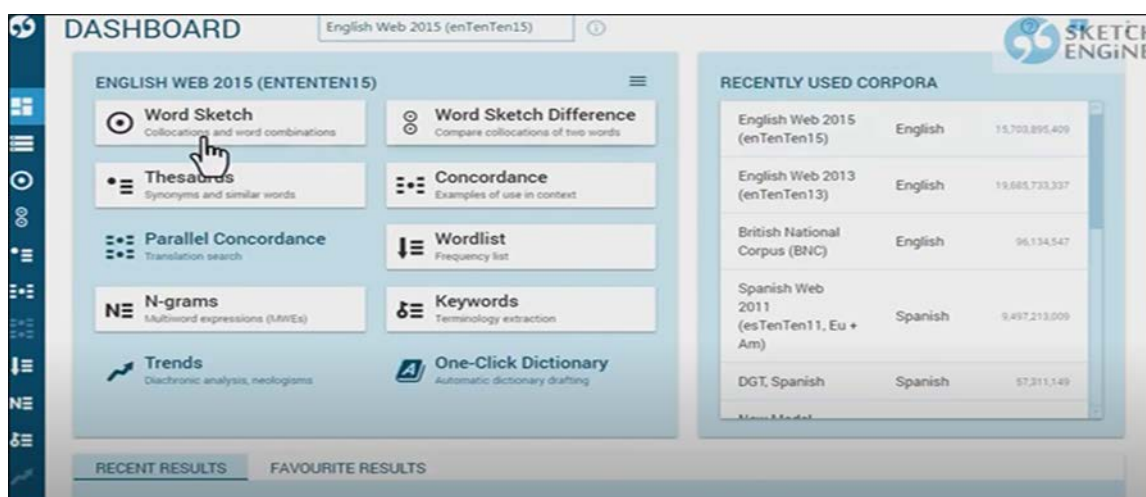 DASHBOARD
English Web 2015 (enTenTen15)
SKETCH
ENGINE
ENGLISH WEB 2015 (ENTENTEN15)
Word Sketch
Collocations and word combinations
Word Sketch Difference
Compare collocations of two words
Thesaurus
Synonyms and similar words
Concordance
Examples of use in context
Parallel Concordance
Translation search
Wordlist
Frequency list
N-grams
Multiword expressions (MWEs)
Keywords
Terminology extraction
Trends
Diachronic analysis, neologisms
One-Click Dictionary
Automatic dictionary drafting
RECENTLY USED CORPORA
English Web 2015
(enTenTen15)
English
15,703,895,409
English Web 2013
(enTenTen13)
English
19,685,733,337
British National
Corpus (BNC)
English
96,134,547
Spanish Web
2011
(esTenTen11, Eu +
Am)
Spanish
9,497,213,009
DGT, Spanish
Spanish
57,311,149
New Model
RECENT RESULTS
FAVOURITE RESULTS